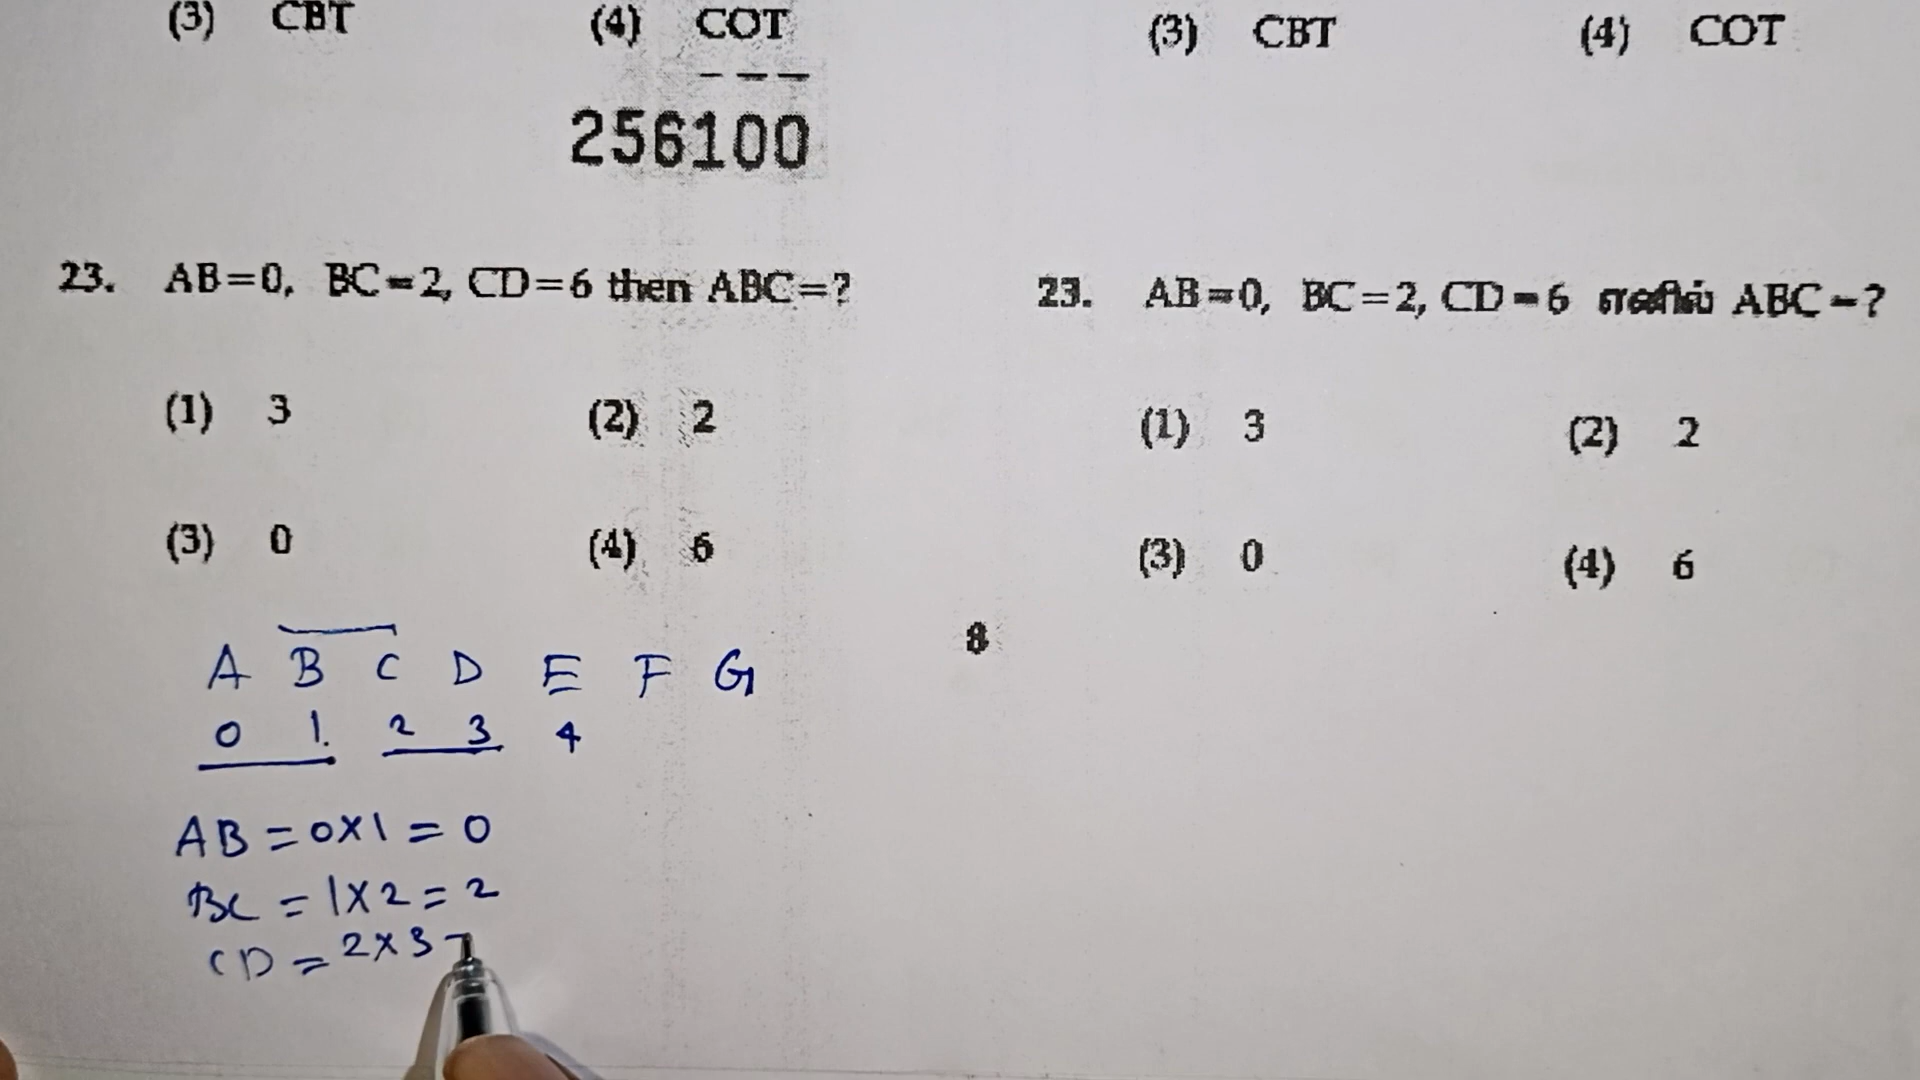 (3) CBT (4) COT
(3) CBT (4) COT
256100
23. AB=0, BC=2, CD=6 then ABC=?
(1) 3 (2) 2
(3) 0 (4) 6
23. AB=0, BC=2, CD=6 எனில் ABC=?
(1) 3 (2) 2
(3) 0 (4) 6
8
A B C D E F G
0 1. 2 3 4
AB = 0×1 = 0
BC = 1×2 = 2
CD = 2×3